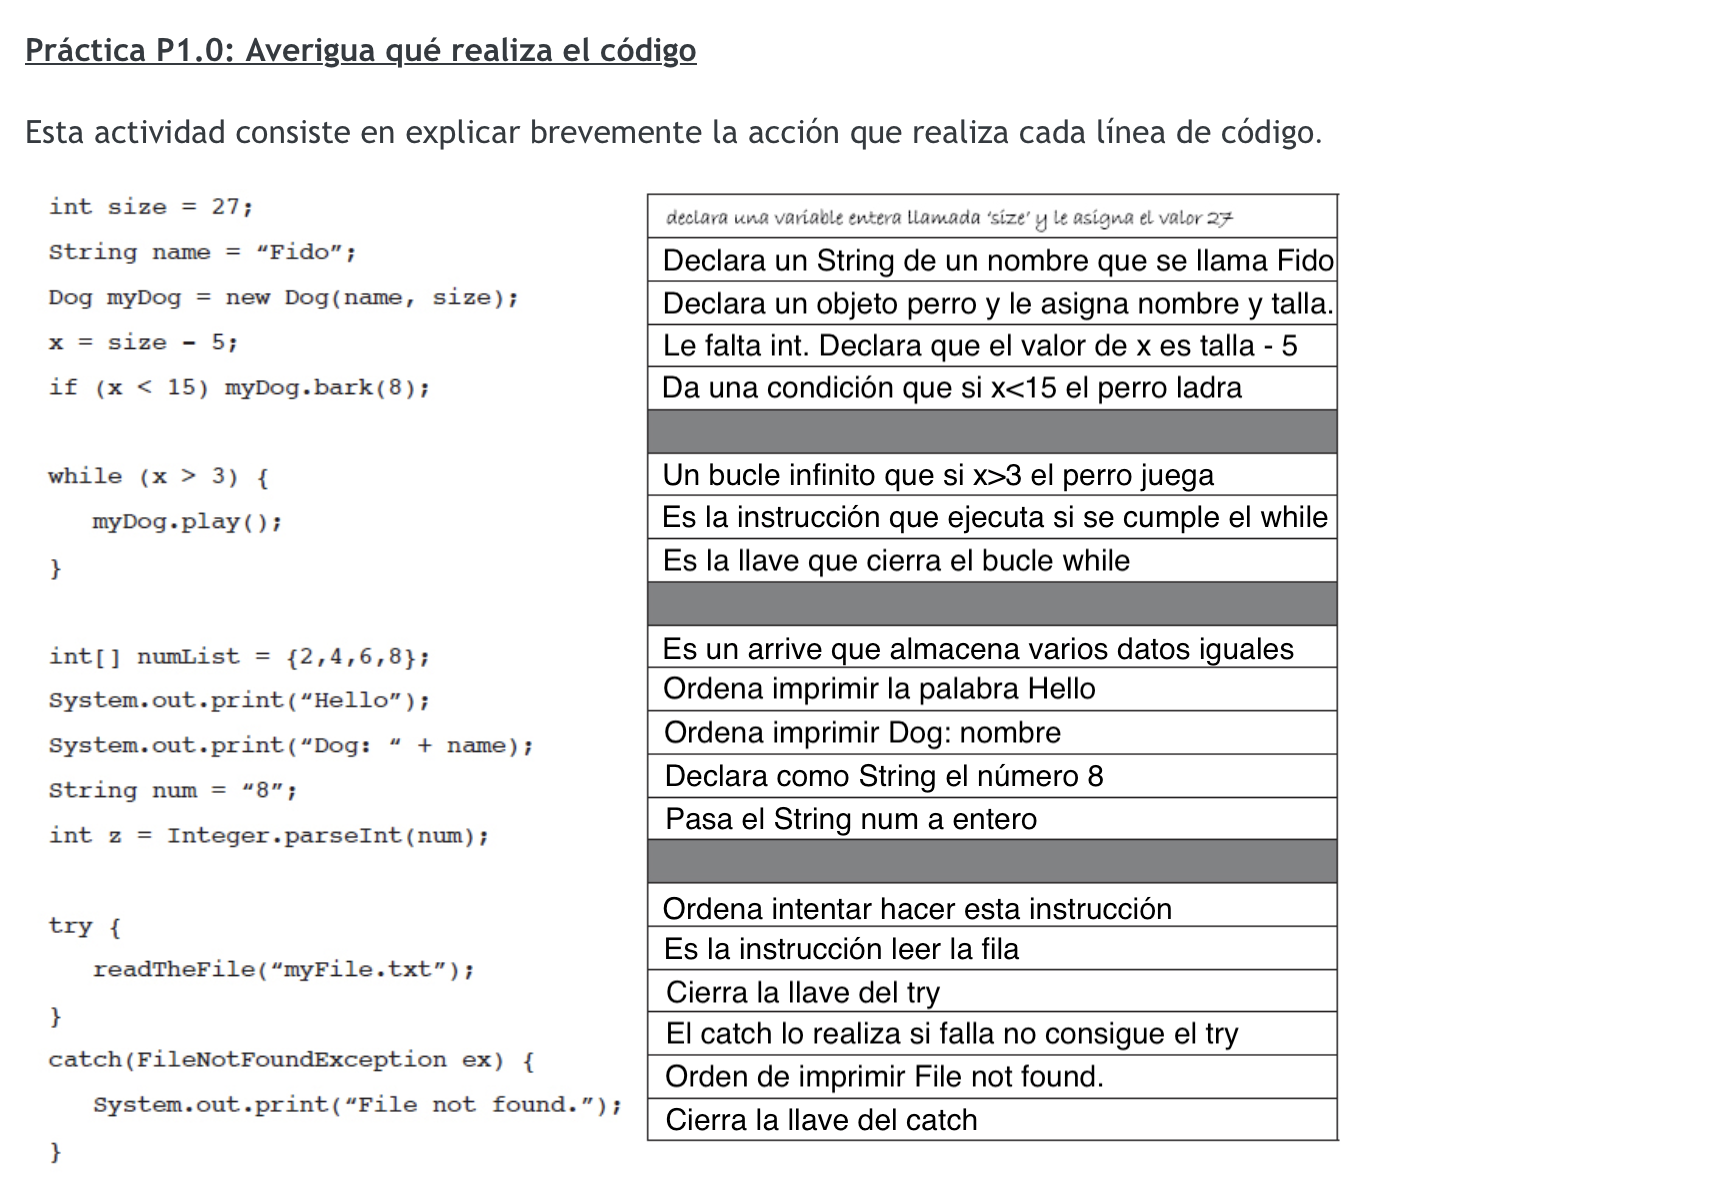 Práctica P1.0: Averigua qué realiza el código
Esta actividad consiste en explicar brevemente la acción que realiza cada línea de código.
int size = 27;
declara una variable entera llamada ‘size’ y le asigna el valor 27
String name = “Fido”;
Declara un String de un nombre que se llama Fido
Dog myDog = new Dog(name, size);
Declara un objeto perro y le asigna nombre y talla.
x = size - 5;
Le falta int. Declara que el valor de x es talla - 5
if (x < 15) myDog.bark(8);
Da una condición que si x<15 el perro ladra
while (x > 3) {
Un bucle infinito que si x>3 el perro juega
myDog.play();
Es la instrucción que ejecuta si se cumple el while
}
Es la llave que cierra el bucle while
int[] numList = {2,4,6,8};
Es un arrive que almacena varios datos iguales
System.out.print(“Hello”);
Ordena imprimir la palabra Hello
System.out.print(“Dog: “ + name);
Ordena imprimir Dog: nombre
String num = “8”;
Declara como String el número 8
int z = Integer.parseInt(num);
Pasa el String num a entero
try {
Ordena intentar hacer esta instrucción
readTheFile(“myFile.txt”);
Es la instrucción leer la fila
}
Cierra la llave del try
catch(FileNotFoundException ex) {
El catch lo realiza si falla no consigue el try
System.out.print(“File not found.”);
Orden de imprimir File not found.
}
Cierra la llave del catch